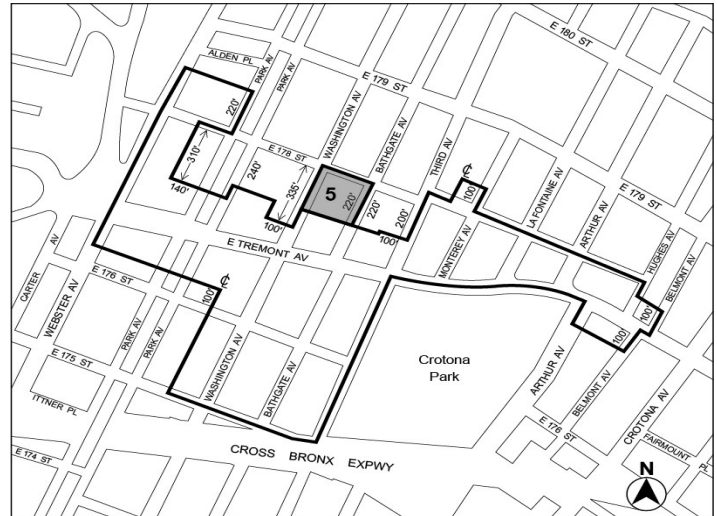 E 180 ST
ALDEN PL
PARK AV
PARK AV
E 179 ST
220'
WASHINGTON AV
BATHGATE AV
THIRD AV
310'
E 178 ST
240'
335'
5
220'
220'
200'
100'
140'
100'
100'
℄
LA FONTAINE AV
ARTHUR AV
E 179 ST
HUGHES AV
BELMONT AV
E TREMONT AV
MONTEREY AV
CARTER AV
WEBSTER AV
E 176 ST
100'
℄
100'
100'
PARK AV
PARK AV
E 175 ST
WASHINGTON AV
BATHGATE AV
Crotona
Park
ARTHUR AV
BELMONT AV
E 176 ST
CROTONA AV
FAIRMOUNT PL
ITTNER PL
E 174 ST
CROSS BRONX EXPWY
N